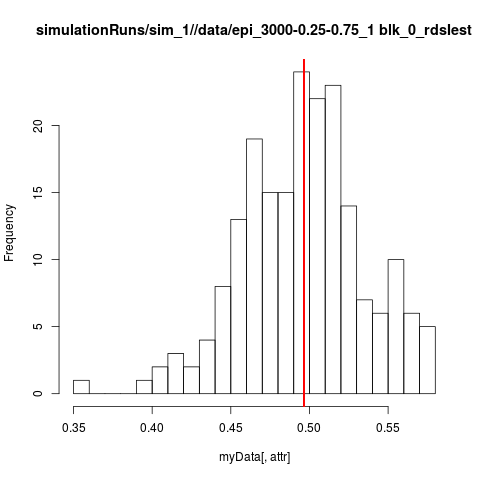 simulationRuns/sim_1//data/epi_3000-0.25-0.75_1 blk_0_rdslest
Frequency
20
15
10
5
0
0.35 0.40 0.45 0.50 0.55
myData[, attr]